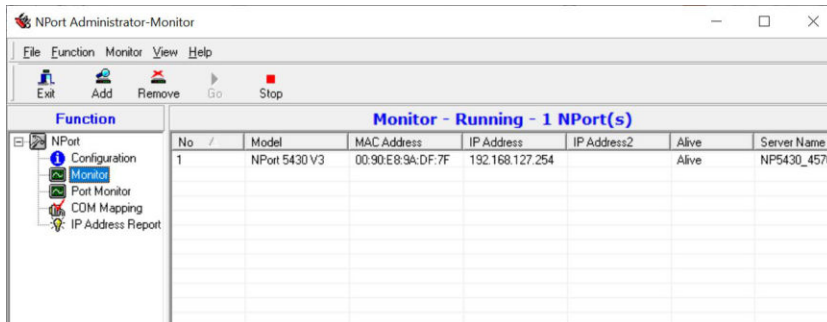 NPort Administrator-Monitor
File Function Monitor View Help
Exit Add Remove Go Stop
Function
Monitor - Running - 1 NPort(s)
NPort
Configuration
Monitor
Port Monitor
COM Mapping
IP Address Report
No Model MAC Address IP Address IP Address2 Alive Server Name
1 NPort 5430 V3 00:90:E8:9A:DF:7F 192.168.127.254 Alive NP5430_457